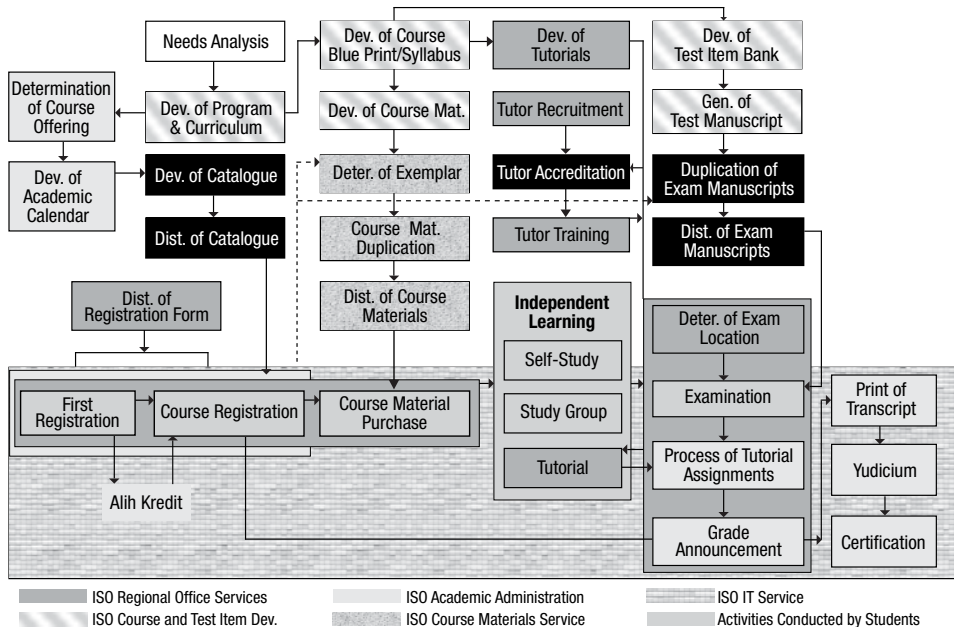 Needs Analysis
Dev. of Course
Blue Print/Syllabus
Dev. of
Tutorials
Dev. of
Test Item Bank
Determination
of Course
Offering
Dev. of Program
& Curriculum
Dev. of Course Mat.
Tutor Recruitment
Gen. of
Test Manuscript
Dev. of
Academic
Calendar
Dev. of Catalogue
Deter. of Exemplar
Tutor Accreditation
Duplication of
Exam Manuscripts
Dist. of Catalogue
Course Mat.
Duplication
Tutor Training
Dist. of Exam
Manuscripts
Dist. of
Registration Form
Dist. of Course
Materials
Independent
Learning
Self-Study
Study Group
Tutorial
Deter. of Exam
Location
Examination
Process of Tutorial
Assignments
Grade
Announcement
Print of
Transcript
Yudicium
Certification
First
Registration
Course Registration
Course Material
Purchase
Alih Kredit
ISO Regional Office Services
ISO Academic Administration
ISO IT Service
ISO Course and Test Item Dev.
ISO Course Materials Service
Activities Conducted by Students